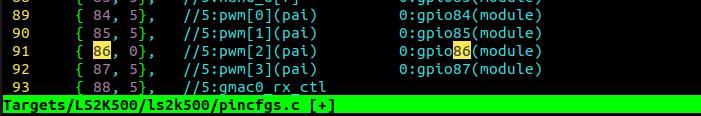 89 { 84, 5}, //5:pwm[0](pai) 0:gpio84(module)
90 { 85, 5}, //5:pwm[1](pai) 0:gpio85(module)
91 { 86, 0}, //5:pwm[2](pai) 0:gpio86(module)
92 { 87, 5}, //5:pwm[3](pai) 0:gpio87(module)
93 { 88, 5}, //5:gmac0_rx_ctl
Targets/LS2K500/ls2k500/pincfgs.c [+]